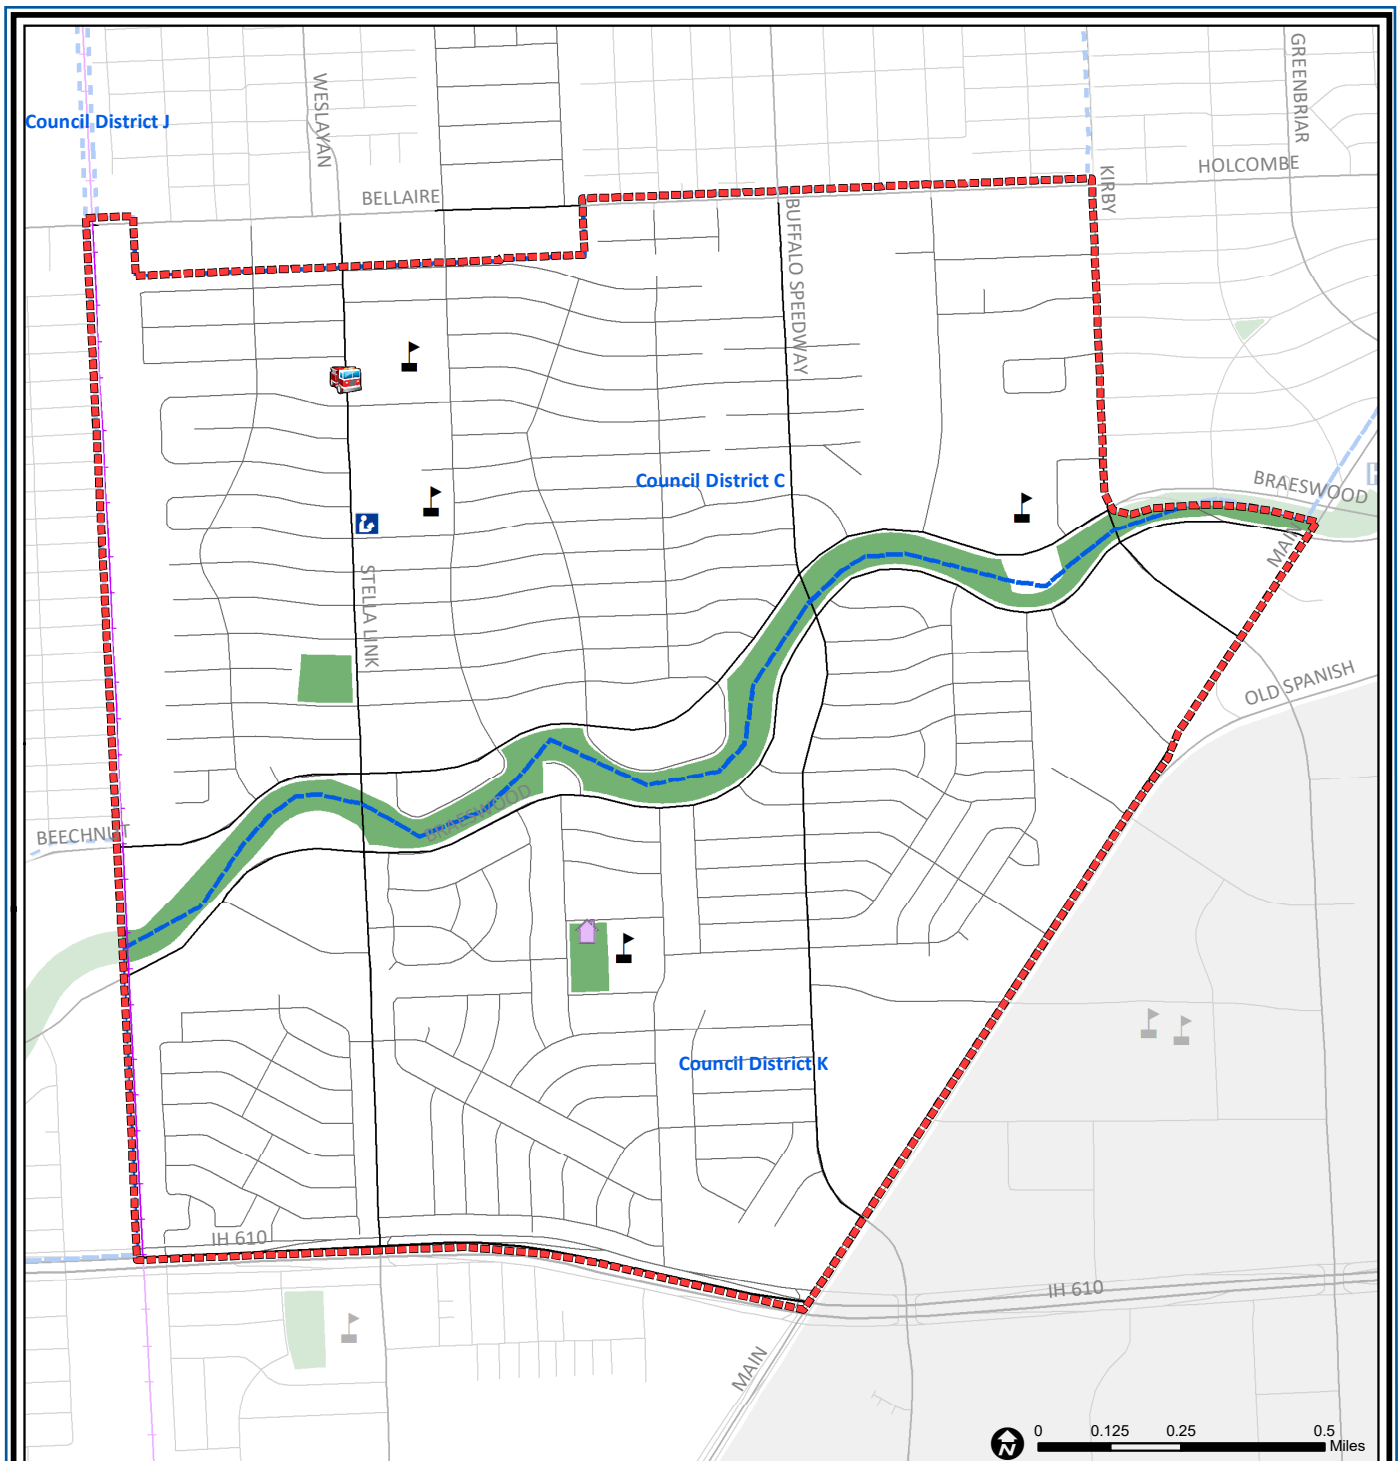 GREENBRIAR
WESLAYAN
Council District J
HOLCOMBE
KIRBY
BELLAIRE
BUFFALO SPEEDWAY
Council District C
BRAESWOOD
MAIN
STELLA LINK
OLD SPANISH
BRAESWOOD
BEECHNUT
Council District K
IH 610
IH 610
MAIN
N
0 0.125 0.25 0.5
Miles